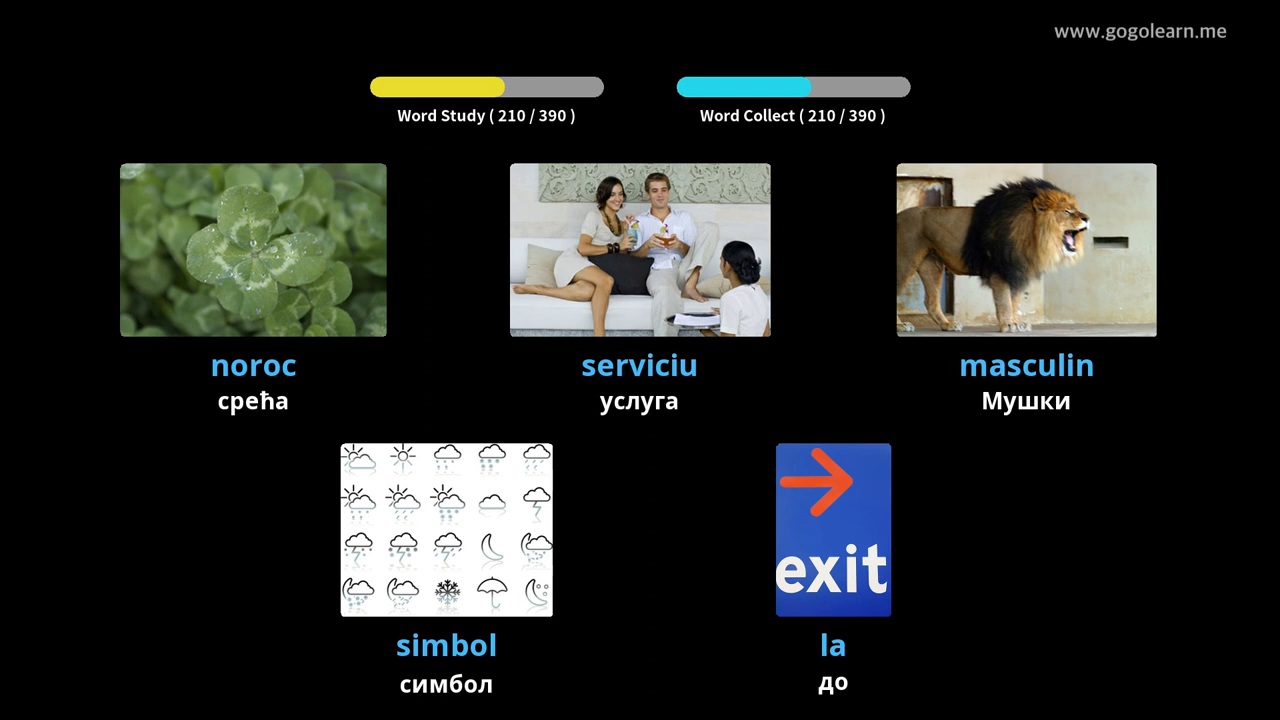 www.gogolearn.me
Word Study ( 210 / 390 )
Word Collect ( 210 / 390 )
noroc
срећа
serviciu
услуга
masculin
Мушки
exit
simbol
симбол
la
до